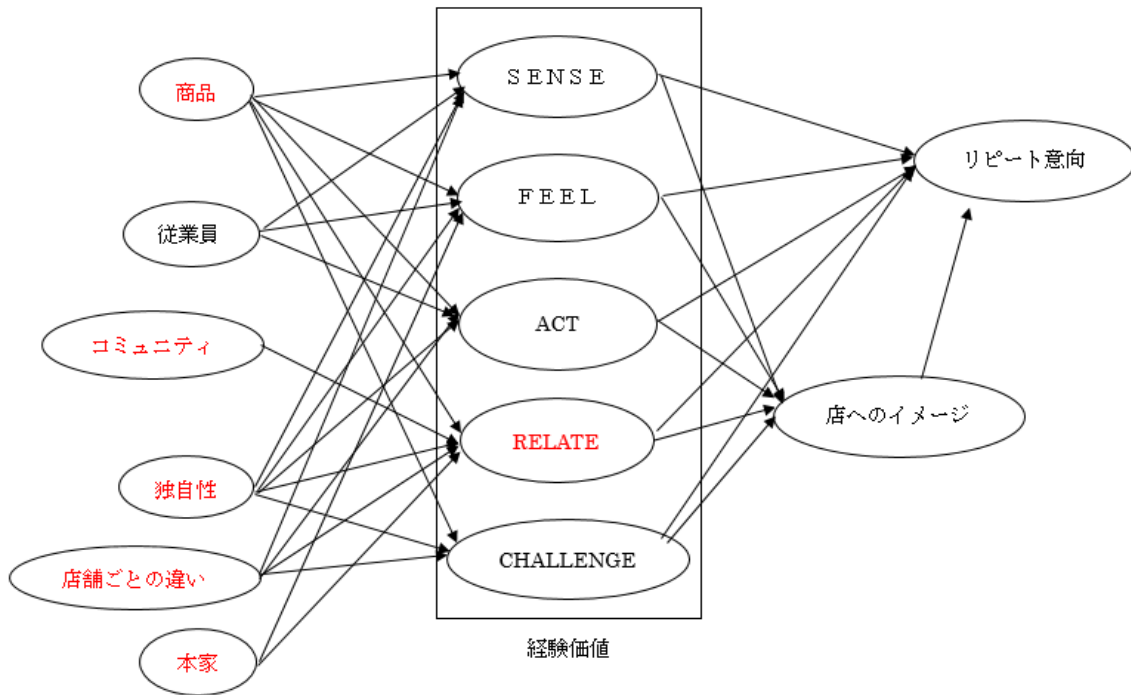 商品
従業員
コミュニティ
独自性
店舗ごとの違い
本家
ＳＥＮＳＥ
ＦＥＥＬ
ACT
RELATE
CHALLENGE
経験価値
リピート意向
店へのイメージ